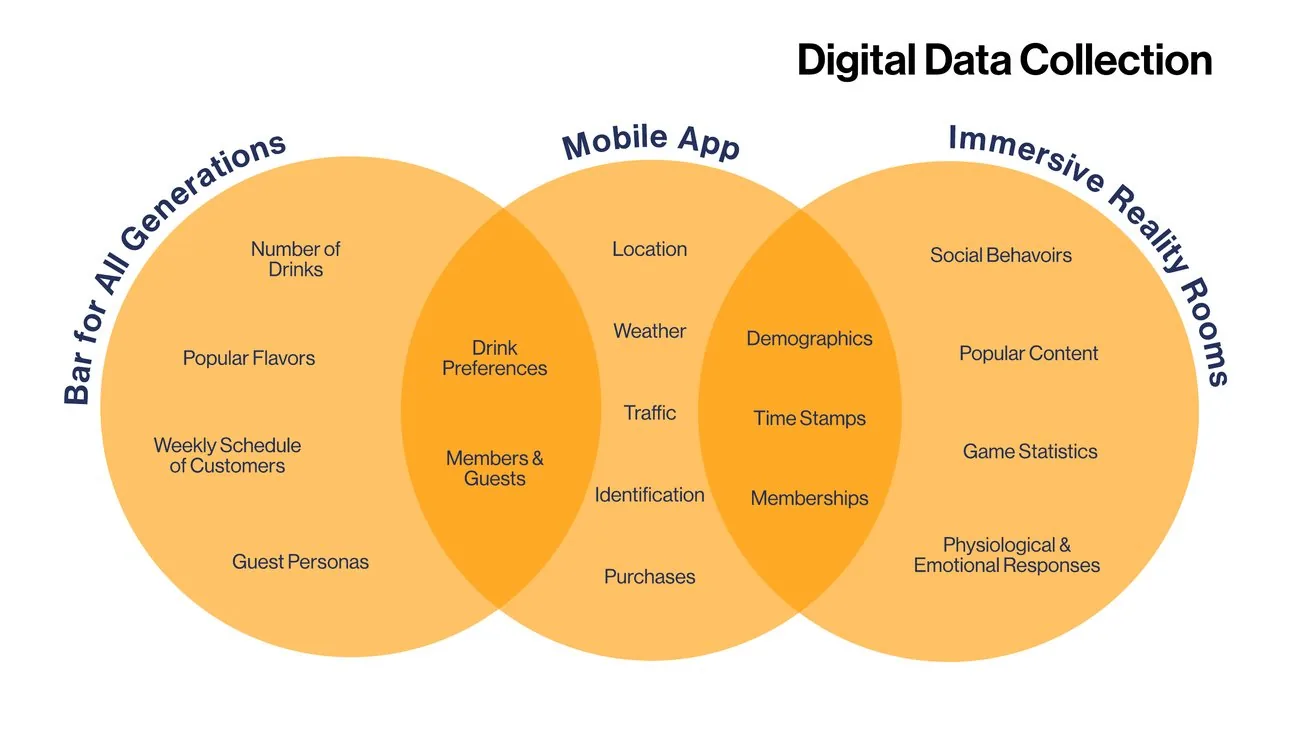 Digital Data Collection
Bar for All Generations
Number of
Drinks
Popular Flavors
Weekly Schedule
of Customers
Guest Personas
Drink
Preferences
Members &
Guests
Mobile App
Location
Weather
Traffic
Identification
Purchases
Demographics
Time Stamps
Memberships
Immersive Reality Rooms
Social Behavoirs
Popular Content
Game Statistics
Physiological &
Emotional Responses